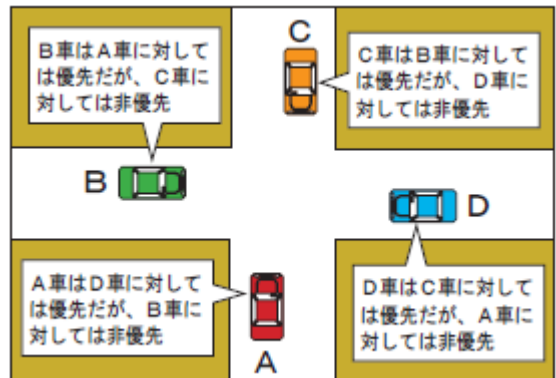 B車はA車に対して
は優先だが、C車に
対しては非優先
C
C車はB車に対して
は優先だが、D車に
対しては非優先
B
D
A車はD車に対して
は優先だが、B車に
対しては非優先
A
D車はC車に対して
は優先だが、A車に
対しては非優先